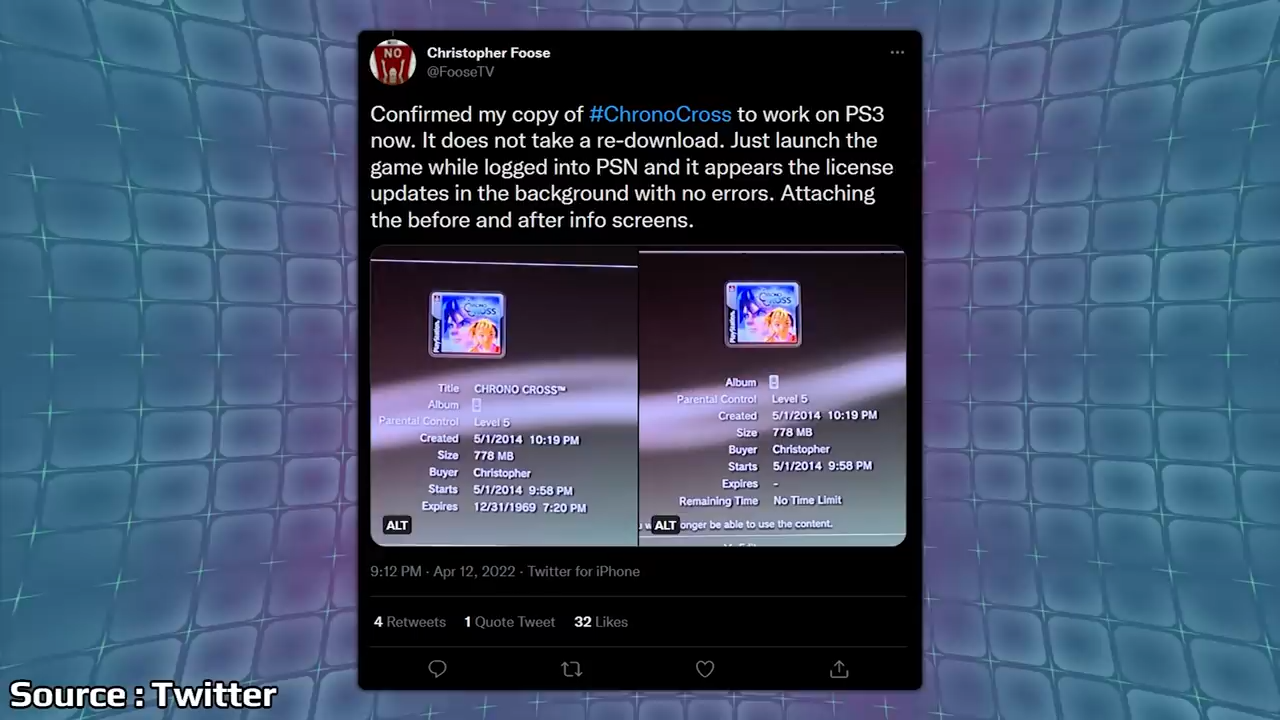 Christopher Foose
@FooseTV
Confirmed my copy of #ChronoCross to work on PS3
now. It does not take a re-download. Just launch the
game while logged into PSN and it appears the license
updates in the background with no errors. Attaching
the before and after info screens.
NO
CHRONO
CROSS
PlayStation
Title CHRONO CROSS™
Album
Parental Control Level 5
Created 5/1/2014 10:19 PM
Size 778 MB
Buyer Christopher
Starts 5/1/2014 9:58 PM
Expires 12/31/1969 7:20 PM
ALT
CHRONO
CROSS
PlayStation
Album
Parental Control Level 5
Created 5/1/2014 10:19 PM
Size 778 MB
Buyer Christopher
Starts 5/1/2014 9:58 PM
Expires -
Remaining Time No Time Limit
ALT onger be able to use the content.
9:12 PM · Apr 12, 2022 · Twitter for iPhone
4 Retweets 1 Quote Tweet 32 Likes
Source : Twitter